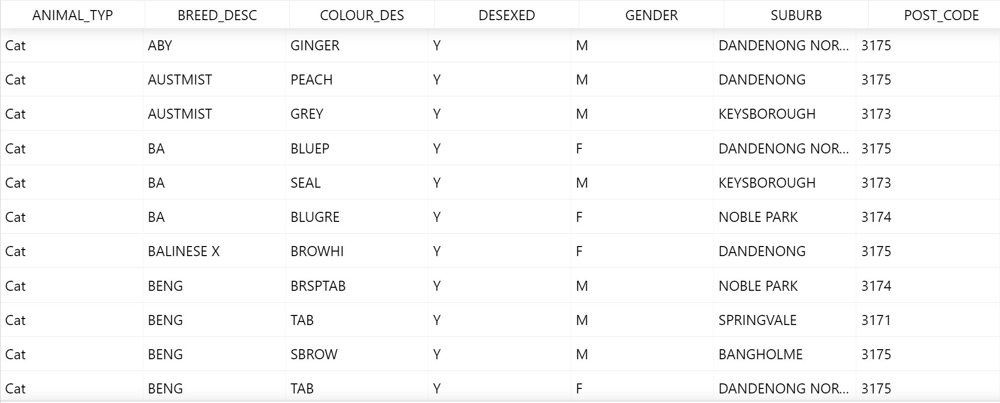 ANIMAL_TYP BREED_DESC COLOUR_DES DESEXED GENDER SUBURB POST_CODE
Cat ABY GINGER Y M DANDENONG NOR... 3175
Cat AUSTMIST PEACH Y M DANDENONG 3175
Cat AUSTMIST GREY Y M KEYSBOROUGH 3173
Cat BA BLUEP Y F DANDENONG NOR... 3175
Cat BA SEAL Y M KEYSBOROUGH 3173
Cat BA BLUGRE Y F NOBLE PARK 3174
Cat BALINESE X BROWHI Y F DANDENONG 3175
Cat BENG BRSPTAB Y M NOBLE PARK 3174
Cat BENG TAB Y M SPRINGVALE 3171
Cat BENG SBROW Y M BANGHOLME 3175
Cat BENG TAB Y F DANDENONG NOR... 3175